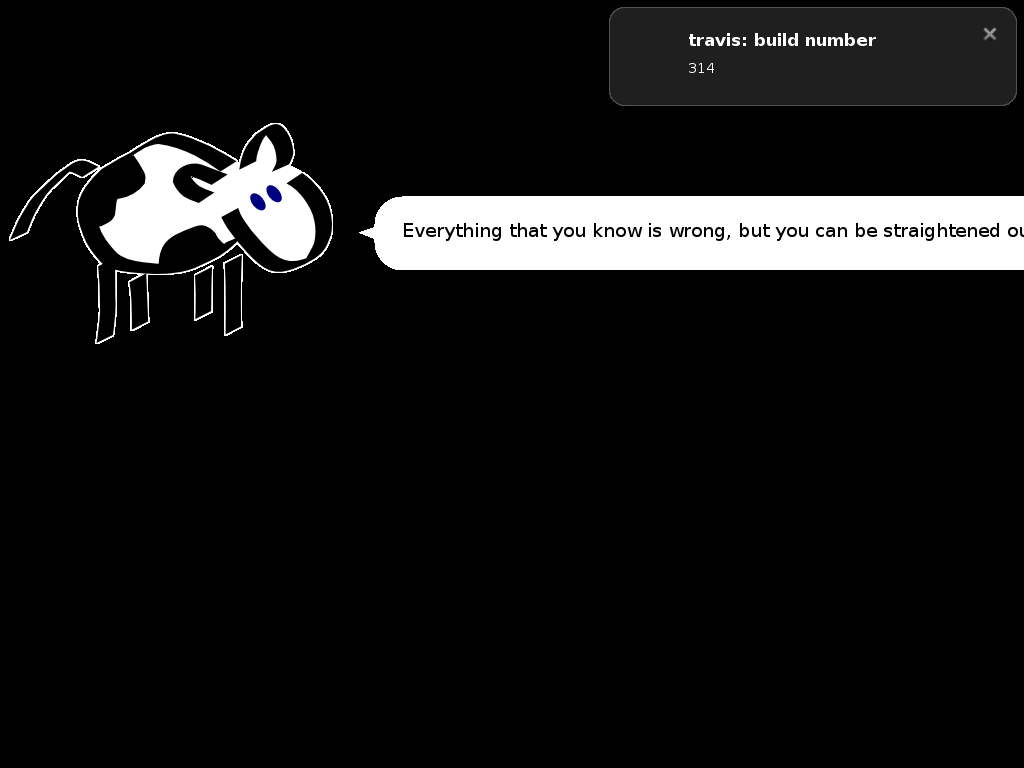 travis: build number
314
Everything that you know is wrong, but you can be straightened